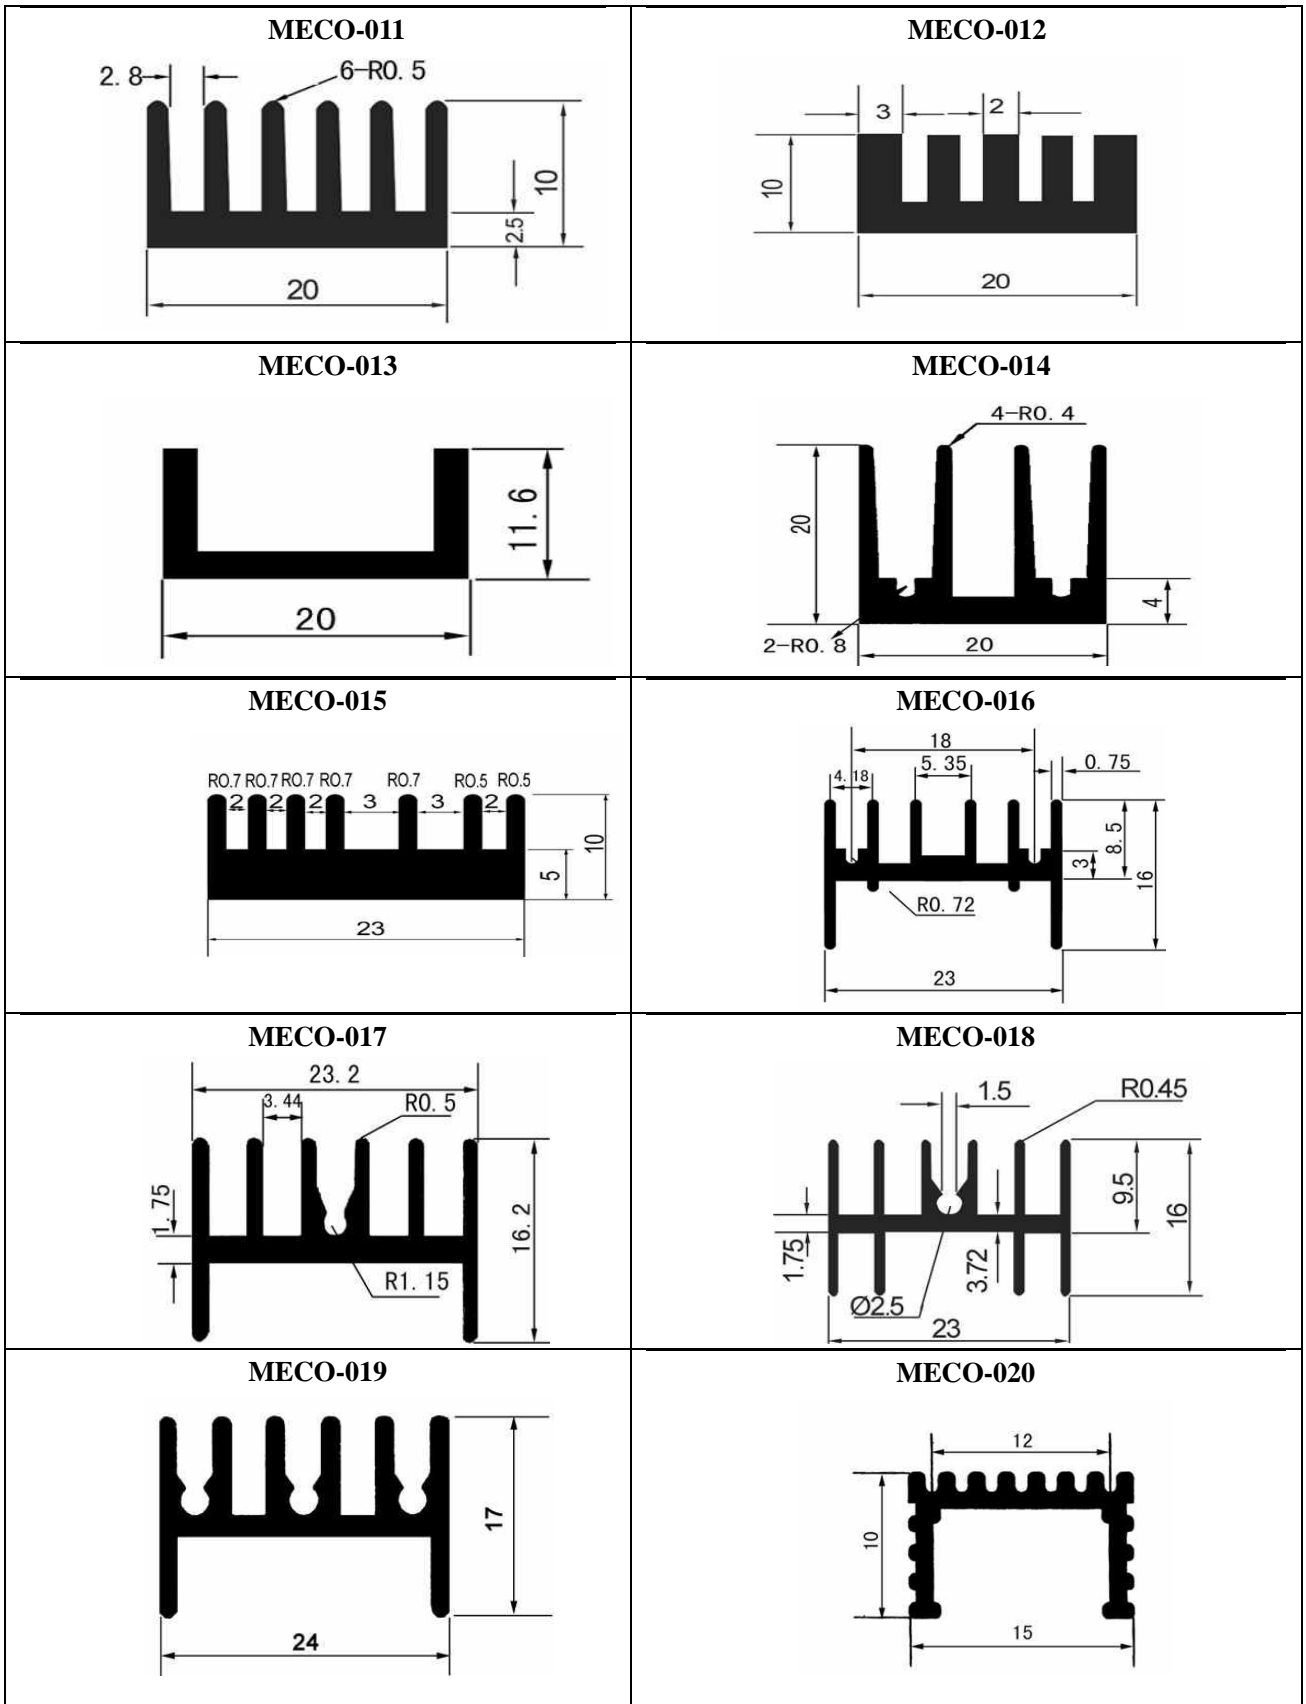 MECO-011
2.8
6-R0.5
10
2.5
20
MECO-012
3
2
10
20
MECO-013
11.6
20
MECO-014
4-R0.4
20
4
2-R0.8
20
MECO-015
R0.7 R0.7 R0.7 R0.7 R0.7 R0.5 R0.5
2 2 2 3 3 2
10
5
23
MECO-016
18
5.35
0.75
4.18
8.5
3
16
R0.72
23
MECO-017
23.2
3.44
R0.5
1.75
16.2
R1.15
MECO-018
1.5
R0.45
9.5
16
1.75
3.72
Ø2.5
23
MECO-019
17
24
MECO-020
12
10
15